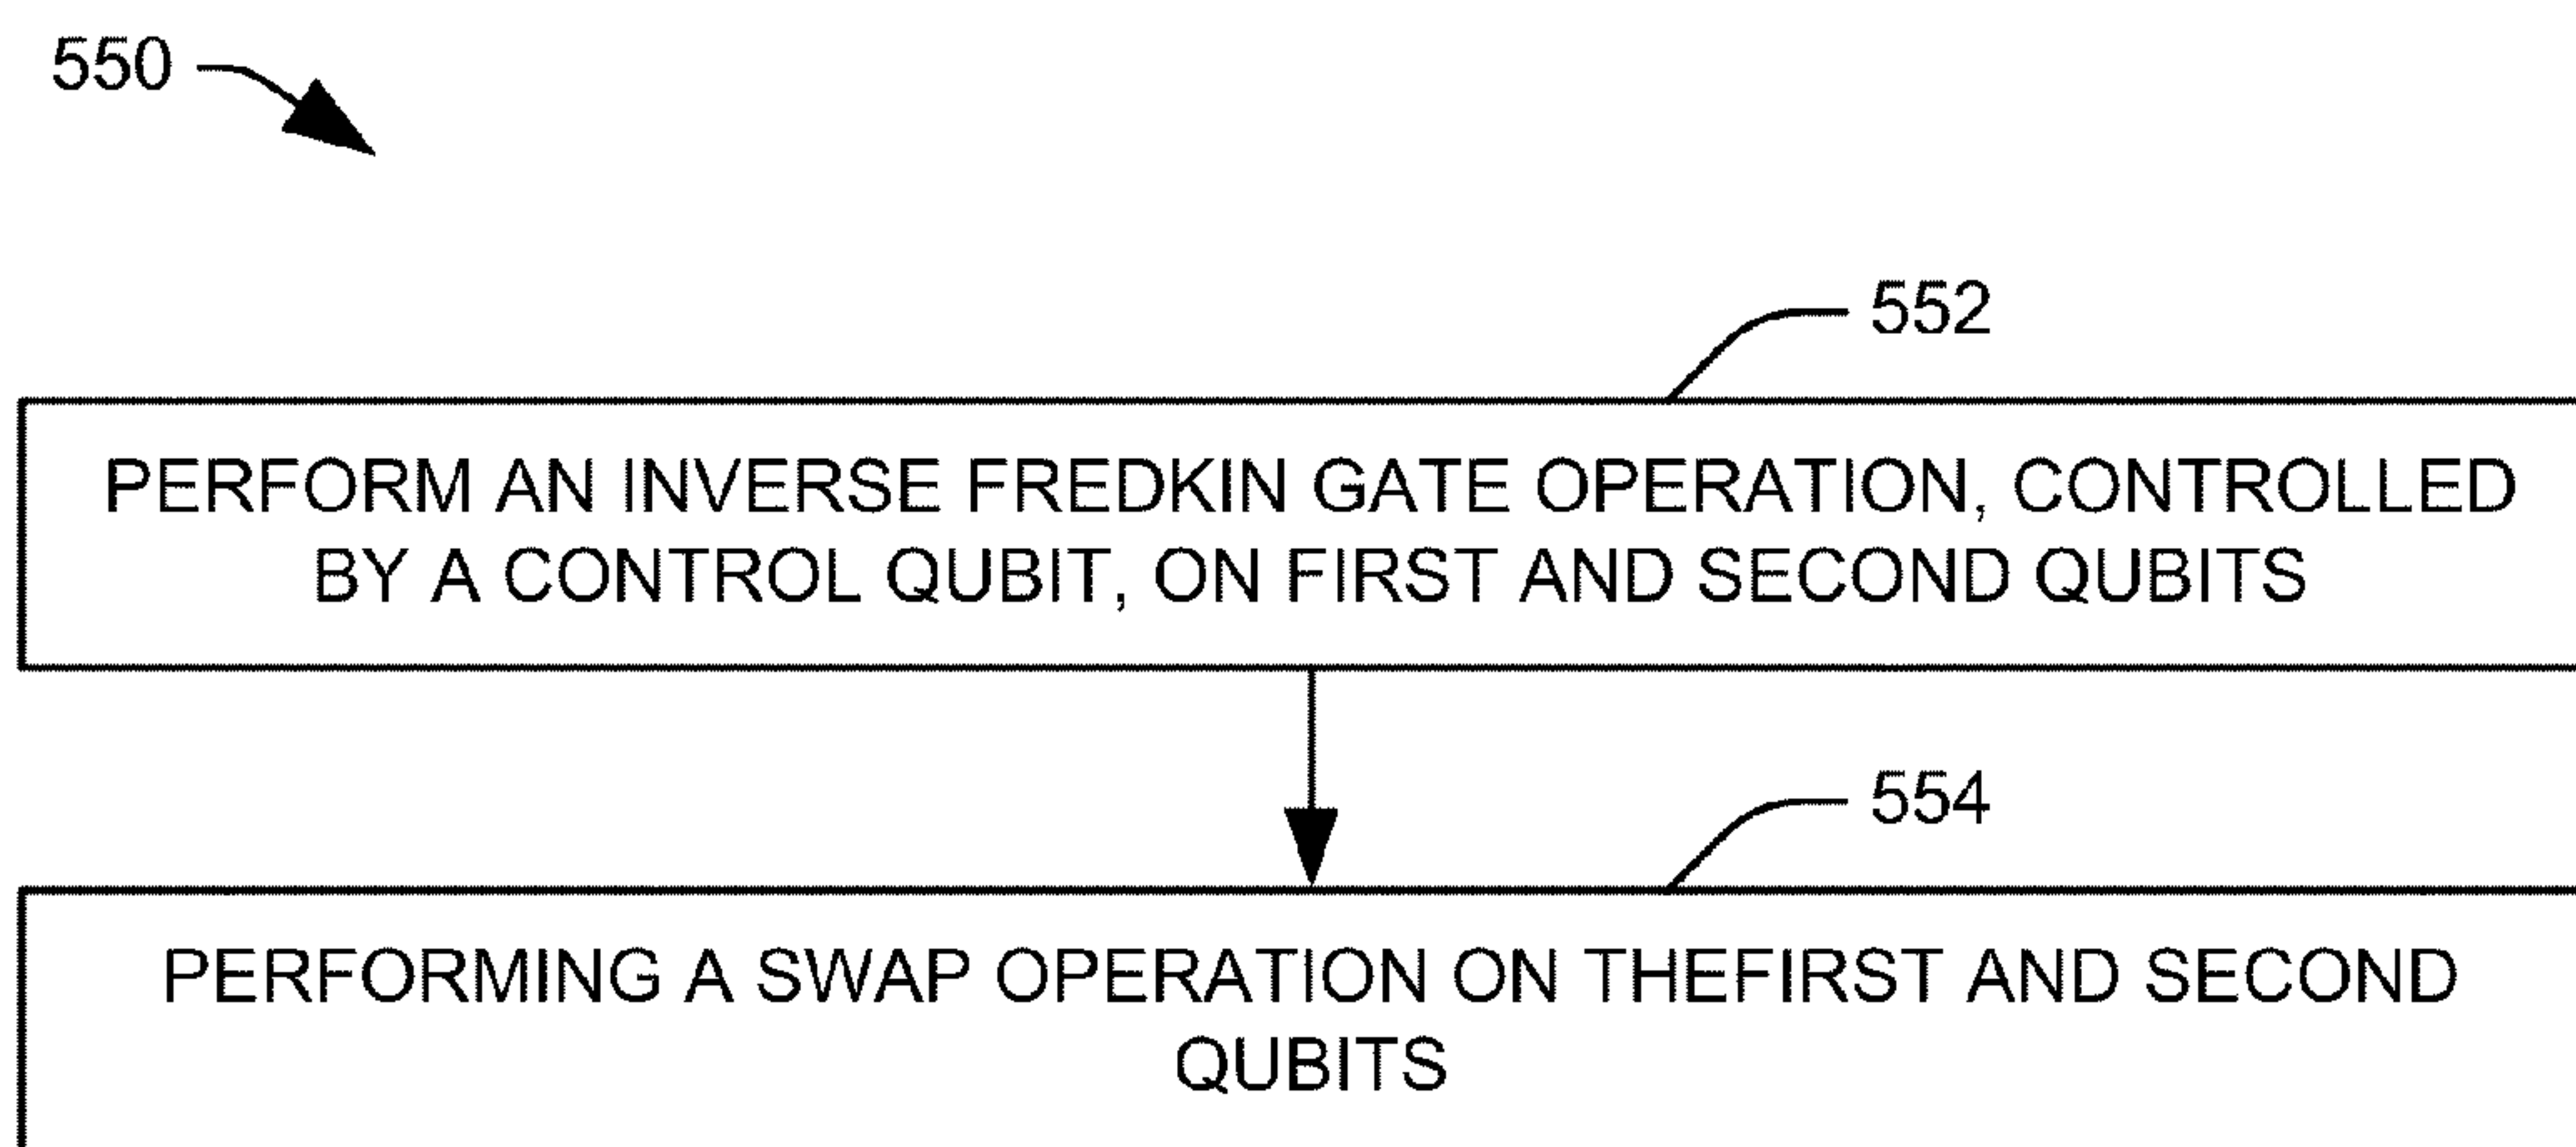 550
552
PERFORM AN INVERSE FREDKIN GATE OPERATION, CONTROLLED
BY A CONTROL QUBIT, ON FIRST AND SECOND QUBITS
554
PERFORMING A SWAP OPERATION ON THEFIRST AND SECOND
QUBITS